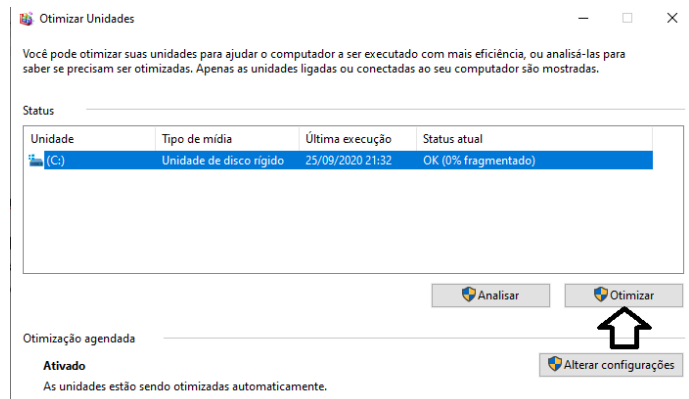 Otimizar Unidades
Você pode otimizar suas unidades para ajudar o computador a ser executado com mais eficiência, ou analisá-las para
saber se precisam ser otimizadas. Apenas as unidades ligadas ou conectadas ao seu computador são mostradas.
Status
Unidade Tipo de mídia Última execução Status atual
(C:) Unidade de disco rígido 25/09/2020 21:32 OK (0% fragmentado)
Analisar Otimizar
Otimização agendada
Ativado Alterar configurações
As unidades estão sendo otimizadas automaticamente.